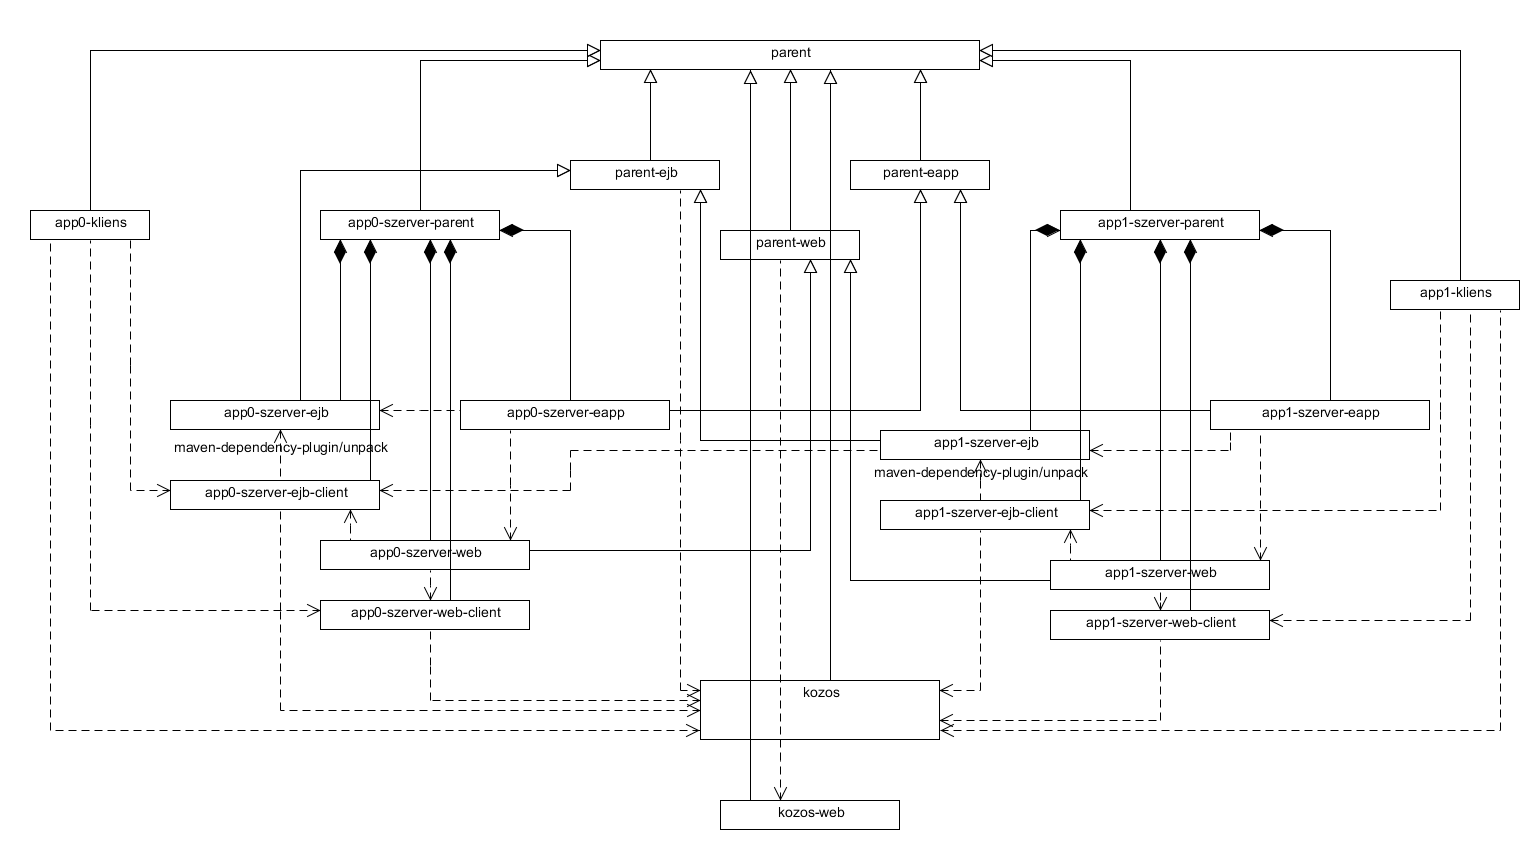 parent
parent-ejb
parent-eapp
app0-kliens
app0-szerver-parent
app1-szerver-parent
parent-web
app1-kliens
app0-szerver-ejb
app0-szerver-eapp
app1-szerver-eapp
maven-dependency-plugin/unpack
app1-szerver-ejb
maven-dependency-plugin/unpack
app0-szerver-ejb-client
app1-szerver-ejb-client
app0-szerver-web
app1-szerver-web
app0-szerver-web-client
app1-szerver-web-client
kozos
kozos-web